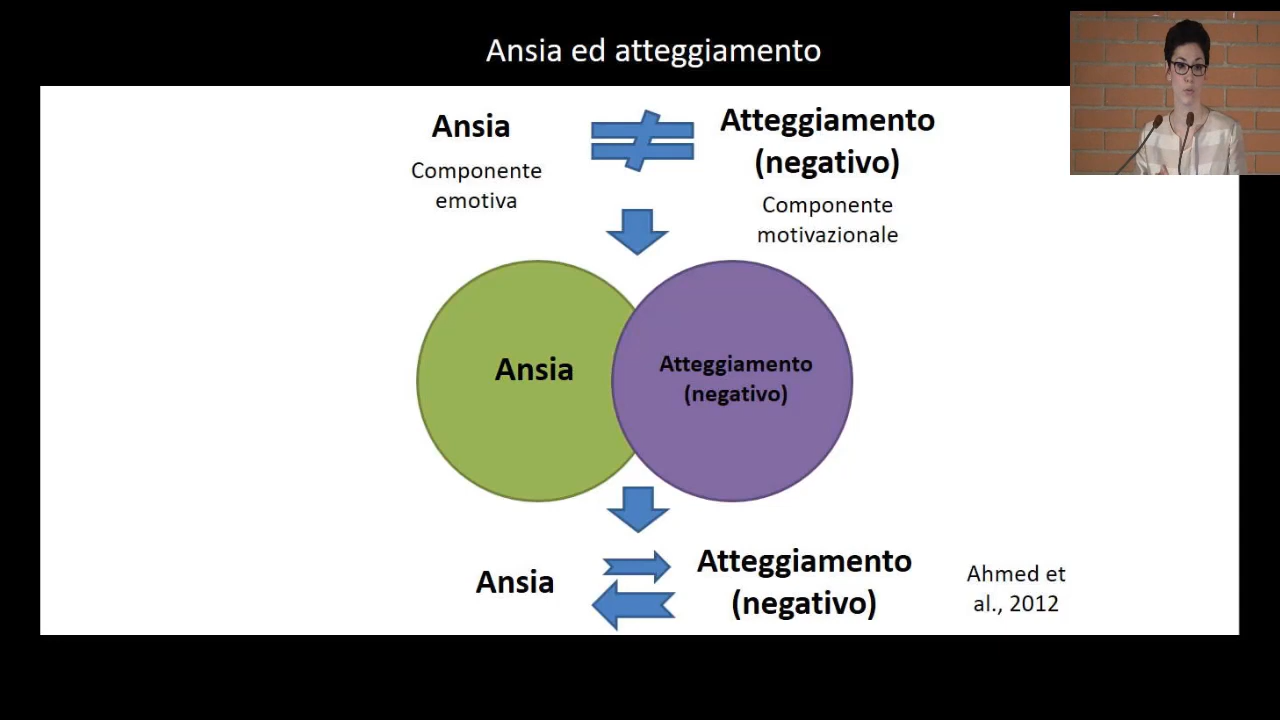 Ansia ed atteggiamento
Ansia
Componente
emotiva
Atteggiamento
(negativo)
Componente
motivazionale
Ansia
Atteggiamento
(negativo)
Ansia
Atteggiamento
(negativo)
Ahmed et
al., 2012